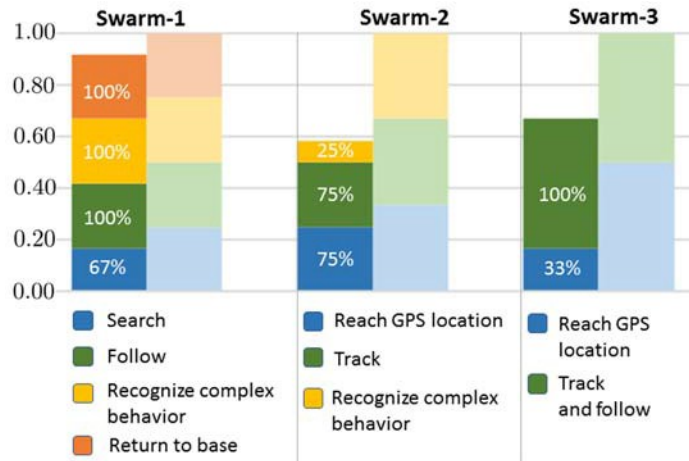 Swarm-1 Swarm-2 Swarm-3
1.00
0.80
0.60
0.40
0.20
0.00
100%
100%
100%
67%
25%
75%
75%
100%
33%
Search
Follow
Recognize complex
behavior
Return to base
Reach GPS location
Track
Recognize complex
behavior
Reach GPS
location
Track
and follow